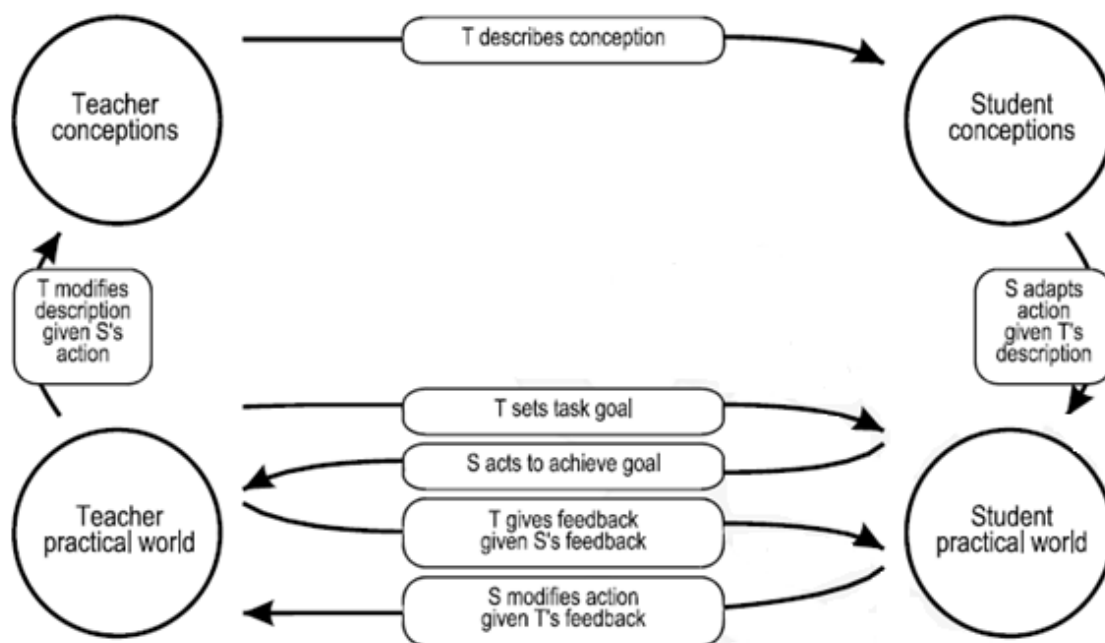 T describes conception
Teacher
conceptions
Student
conceptions
T modifies
description
given S's
action
S adapts
action
given T's
description
T sets task goal
S acts to achieve goal
T gives feedback
given S's feedback
S modifies action
given T's feedback
Teacher
practical world
Student
practical world